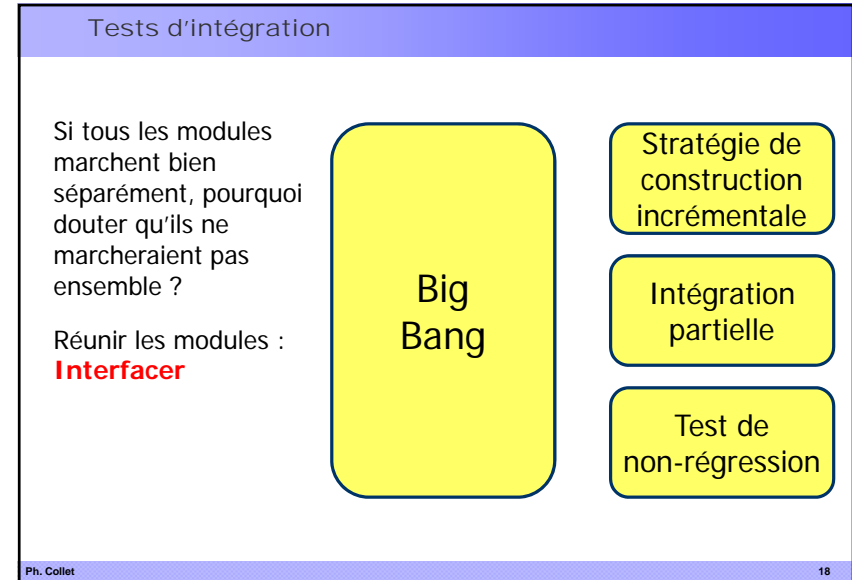 Tests d'intégration
Si tous les modules
marchent bien
séparément, pourquoi
douter qu'ils ne
marcheraient pas
ensemble ?
Réunir les modules :
Interfacer
Big
Bang
Stratégie de
construction
incrémentale
Intégration
partielle
Test de
non-régression
Ph. Collet
18